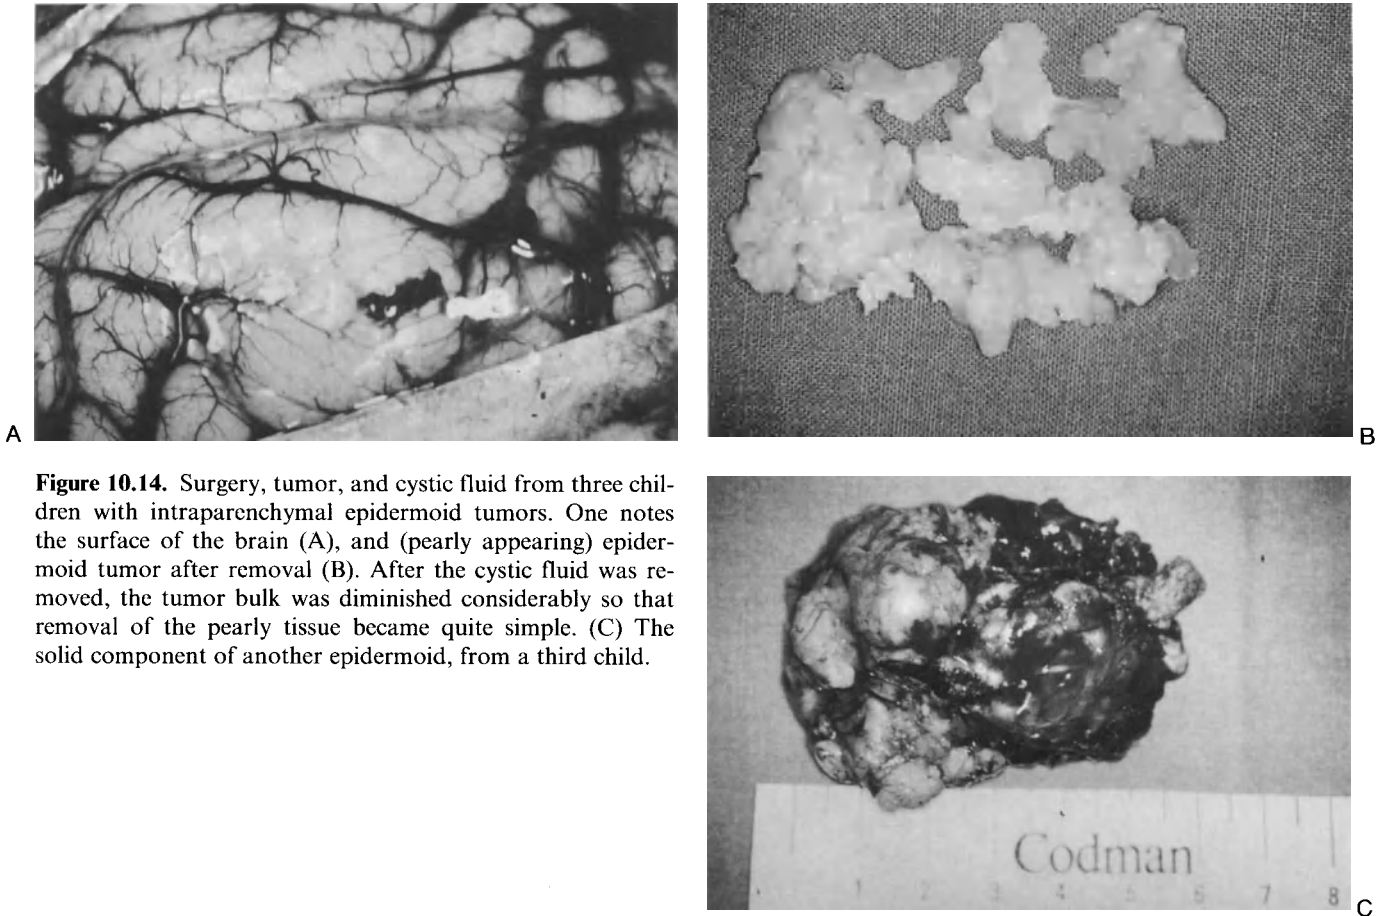 A
B
Figure 10.14. Surgery, tumor, and cystic fluid from three chil-
dren with intraparenchymal epidermoid tumors. One notes
the surface of the brain (A), and (pearly appearing) epider-
moid tumor after removal (B). After the cystic fluid was re-
moved, the tumor bulk was diminished considerably so that
removal of the pearly tissue became quite simple. (C) The
solid component of another epidermoid, from a third child.
Codman
1 2 3 4 5 6 7 8
C